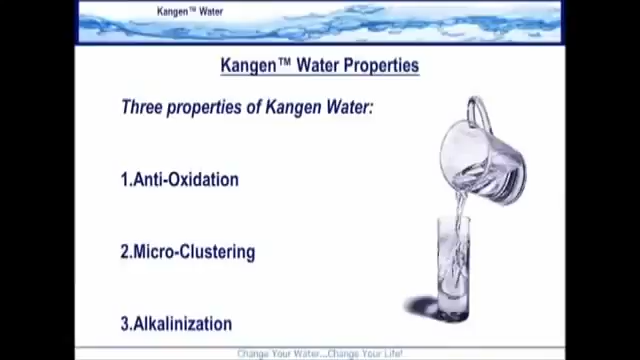 Kangen™ Water
Kangen™ Water Properties
Three properties of Kangen Water:
1.Anti-Oxidation
2.Micro-Clustering
3.Alkalinization
Change Your Water...Change Your Life!